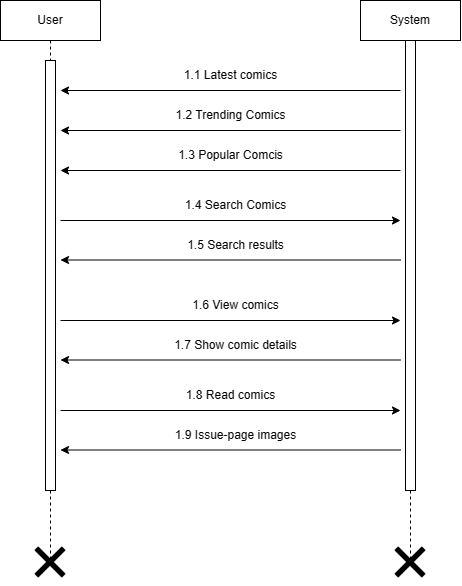 User
System
1.1 Latest comics
1.2 Trending Comics
1.3 Popular Comcis
1.4 Search Comics
1.5 Search results
1.6 View comics
1.7 Show comic details
1.8 Read comics
1.9 Issue-page images